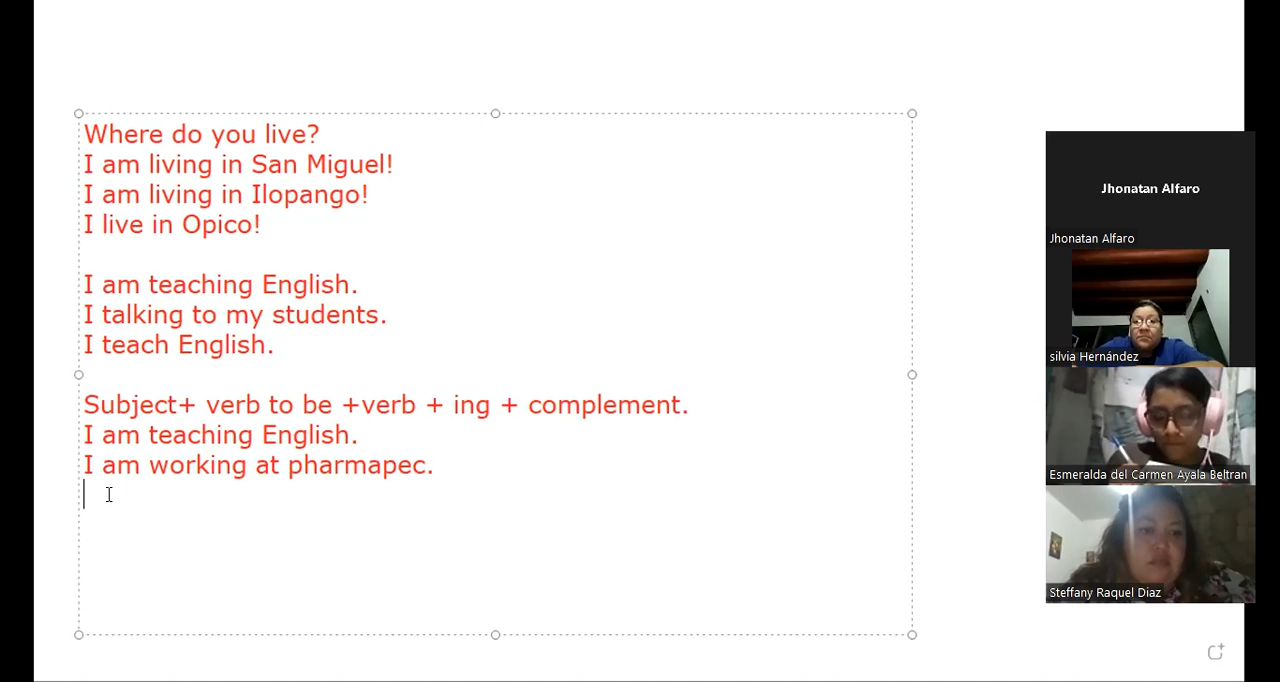 Where do you live?
I am living in San Miguel!
I am living in Ilopango!
I live in Opico!
I am teaching English.
I talking to my students.
I teach English.
Subject+ verb to be +verb + ing + complement.
I am teaching English.
I am working at pharmapec.
Jhonatan Alfaro
Jhonatan Alfaro
silvia Hernández
Esmeralda del Carmen Ayala Beltran
Steffany Raquel Diaz